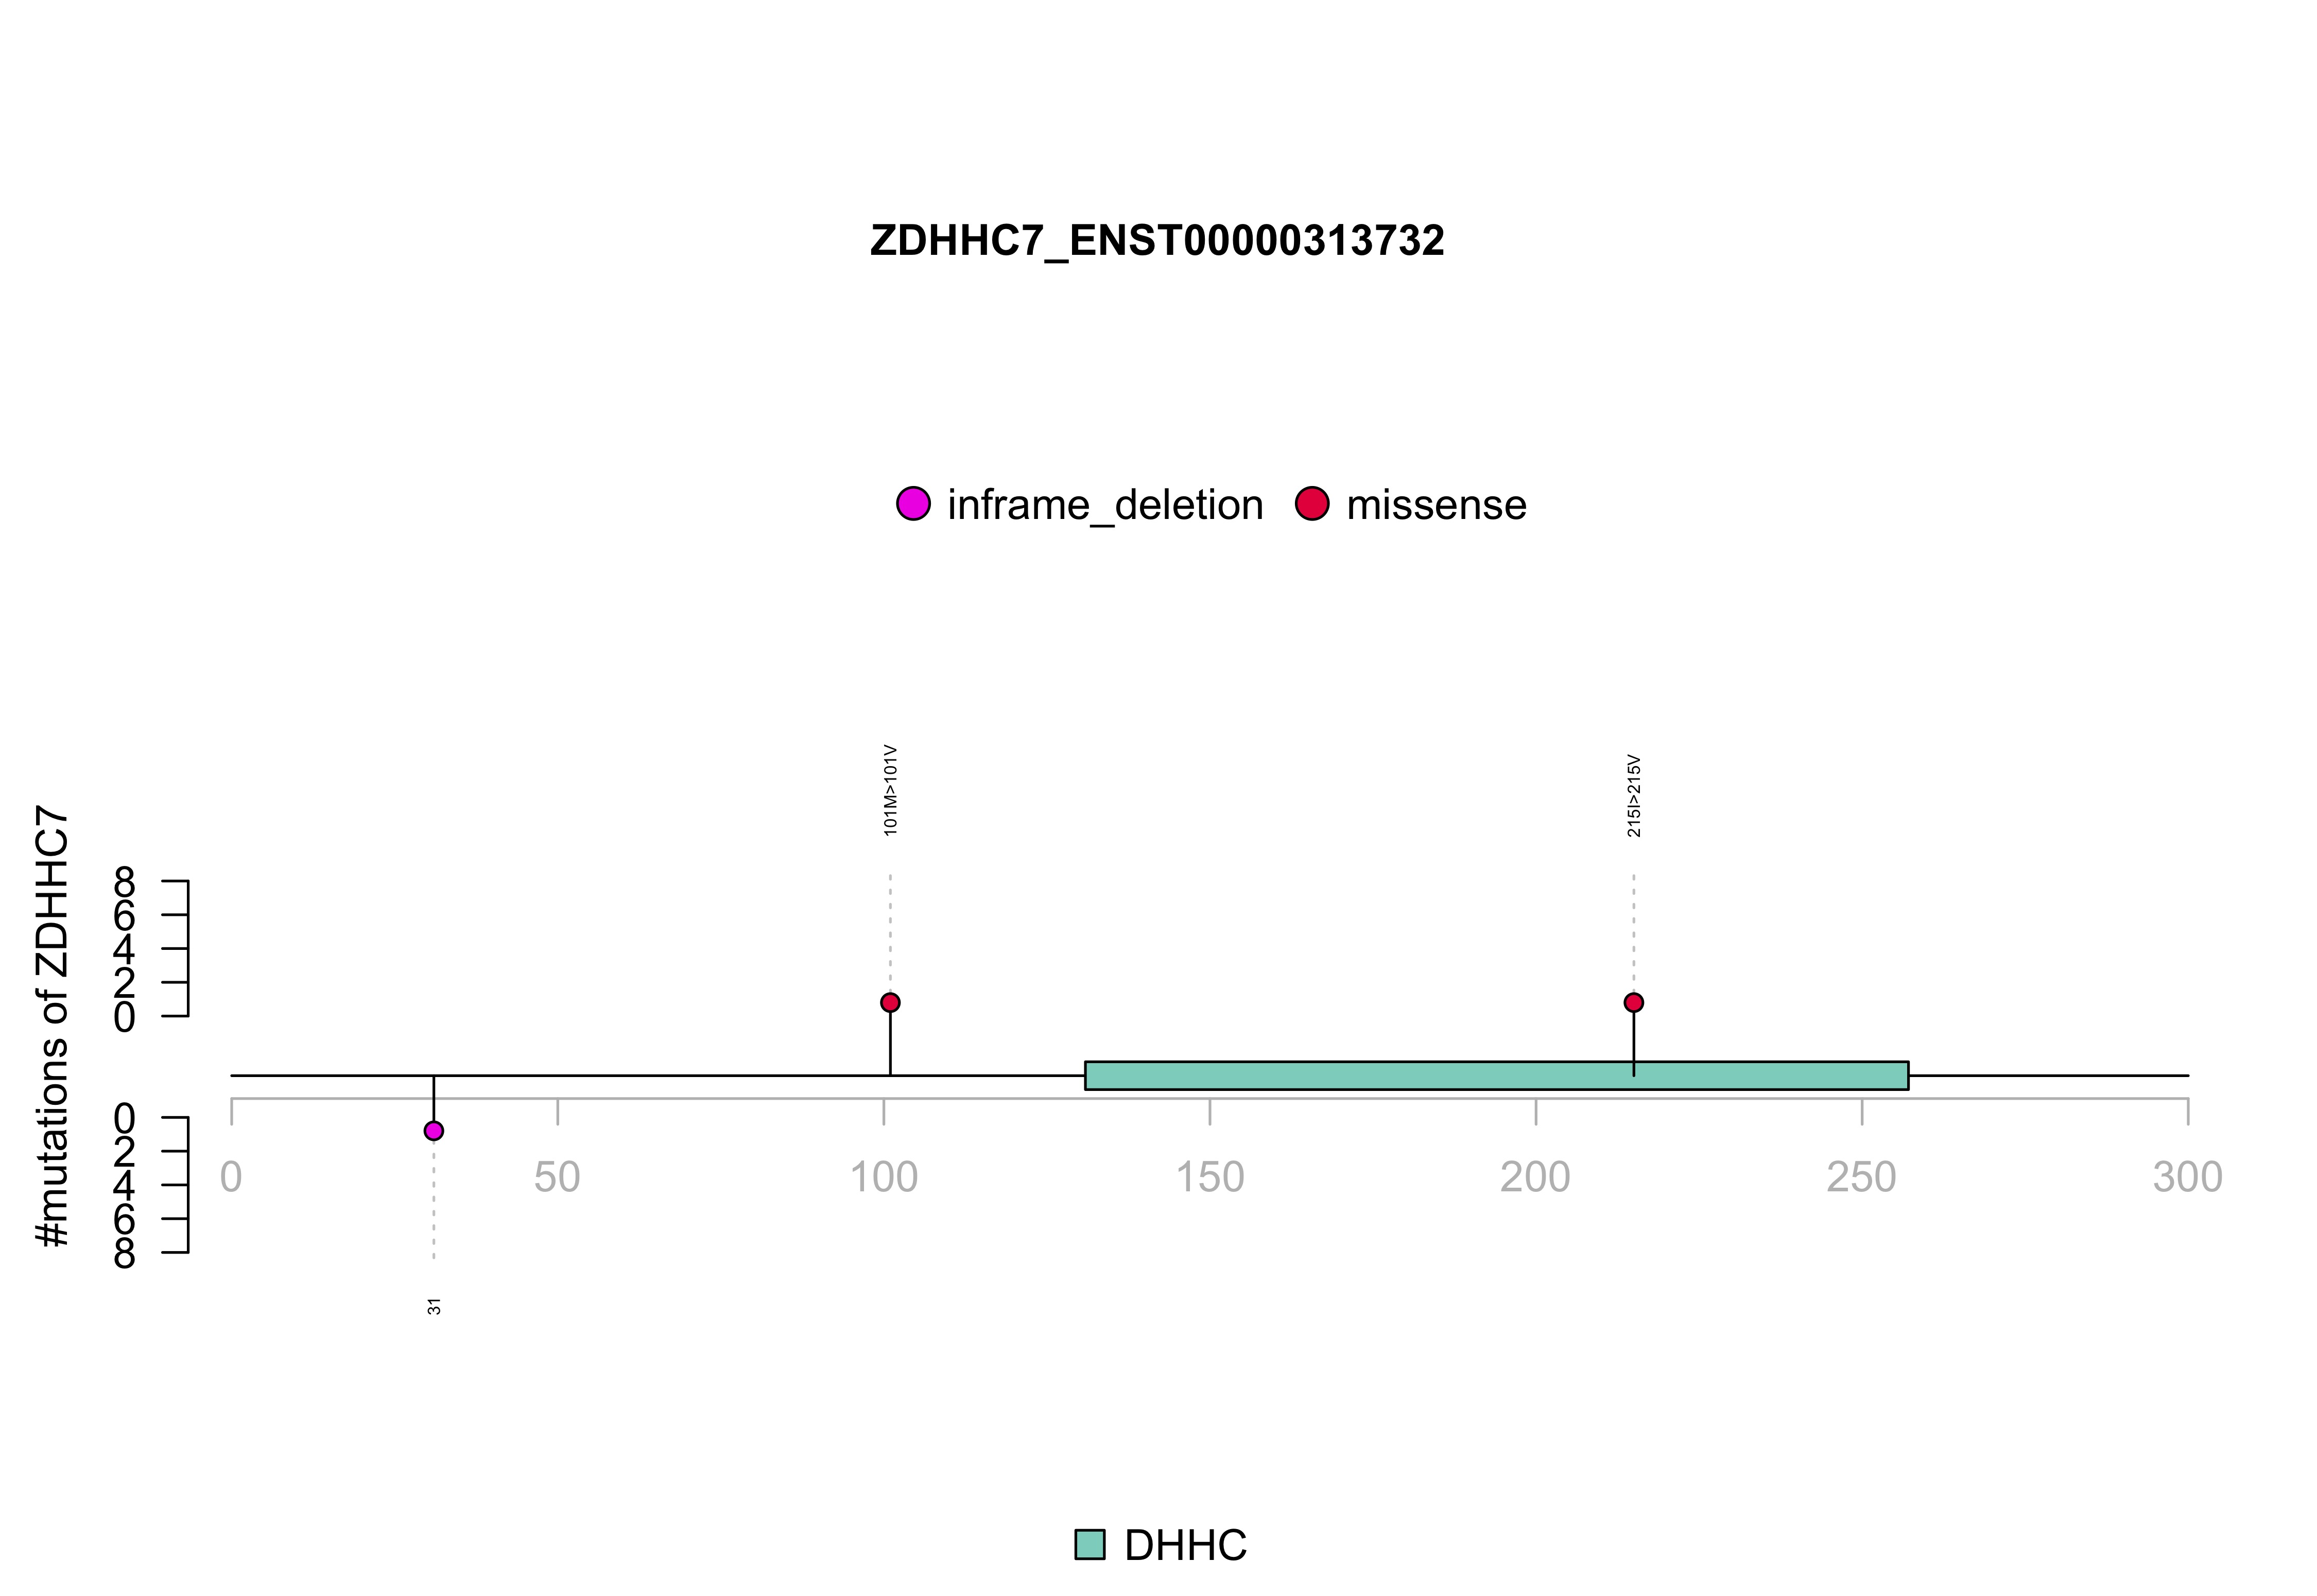 ZDHHC7_ENST00000313732
inframe_deletion missense
101M>101V
215I>215V
#mutations of ZDHHC7
8
6
4
2
0
0
2
4
6
8
0 50 100 150 200 250 300
31
DHHC